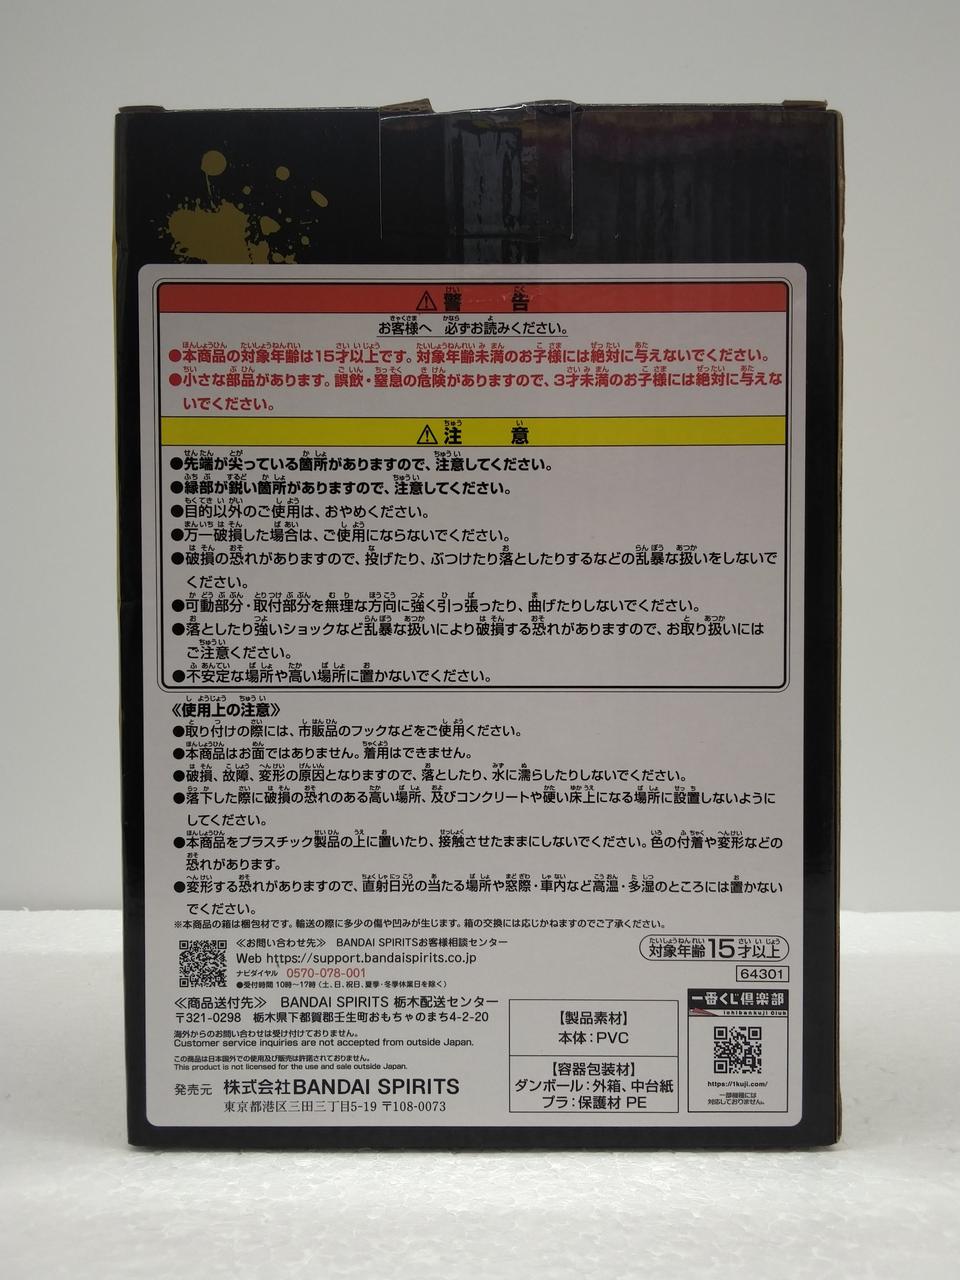 ⚠警告
お客様へ 必ずお読みください。
●本商品の対象年齢は15才以上です。対象年齢未満のお子様には絶対に与えないでください。
●小さな部品があります。誤飲・窒息の危険がありますので、3才未満のお子様には絶対に与えな
いでください。
⚠注意
●先端が尖っている箇所がありますので、注意してください。
●縁部が鋭い箇所がありますので、注意してください。
●目的以外のご使用は、おやめください。
●万一破損した場合は、ご使用にならないでください。
●破損の恐れがありますので、投げたり、ぶつけたり落としたりするなどの乱暴な扱いをしないで
ください。
●可動部分・取付部分を無理な方向に強く引っ張ったり、曲げたりしないでください。
●落としたり強いショックなど乱暴な扱いにより破損する恐れがありますので、お取り扱いには
ご注意ください。
●不安定な場所や高い場所に置かないでください。
《使用上の注意》
●取り付けの際には、市販品のフックなどをご使用ください。
●本商品はお面ではありません。着用はできません。
●破損、故障、変形の原因となりますので、落としたり、水に濡らしたりしないでください。
●落下した際に破損の恐れのある高い場所、及びコンクリートや硬い床上になる場所に設置しないように
してください。
●本商品をプラスチック製品の上に置いたり、接触させたままにしないでください。色の付着や変形などの
恐れがあります。
●変形する恐れがありますので、直射日光の当たる場所や窓際・車内など高温・多湿のところには置かない
でください。
※本商品の箱は梱包材です。輸送の際に多少の傷や凹みが生じます。箱の交換には応じかねますのでご了承ください。
≪お問い合わせ先≫ BANDAI SPIRITSお客様相談センター
Web https://support.bandaispirits.co.jp
ナビダイヤル 0570-078-001
●受付時間 10時～17時(土、日、祝日、夏季・冬季休業日を除く)
対象年齢15才以上
64301
≪商品送付先≫ BANDAI SPIRITS 栃木配送センター
〒321-0298 栃木県下都賀郡壬生町おもちゃのまち4-2-20
海外からのお問い合わせは受け付けておりません。
Customer service inquiries are not accepted from outside Japan.
この商品は日本国外での使用及び販売は許諾されておりません。
This product is not licensed for the use and sale outside Japan.
発売元 株式会社BANDAI SPIRITS
東京都港区三田三丁目5-19 〒108-0073
【製品素材】
本体：PVC
【容器包装材】
ダンボール：外箱、中台紙
プラ：保護材 PE
一番くじ倶楽部
Ichibankuji Club
https://1kuji.com/
一部機種には
対応しておりません。